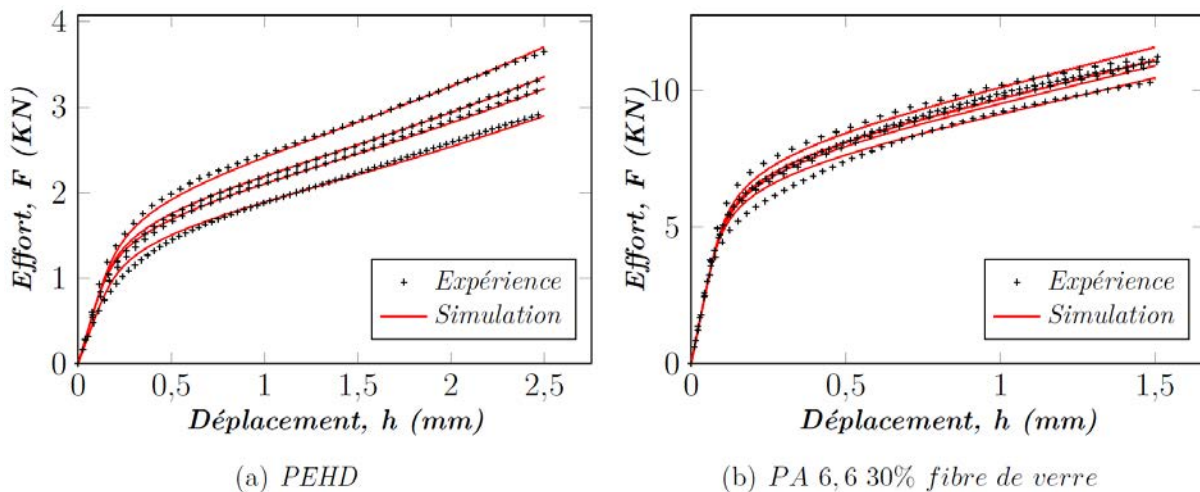 4
3
2
1
0
Effort, F (KN)
0
0,5
1
1,5
2
2,5
Déplacement, h (mm)
Expérience
Simulation
(a) PEHD
10
5
0
Effort, F (KN)
0
0,5
1
1,5
Déplacement, h (mm)
Expérience
Simulation
(b) PA 6,6 30% fibre de verre